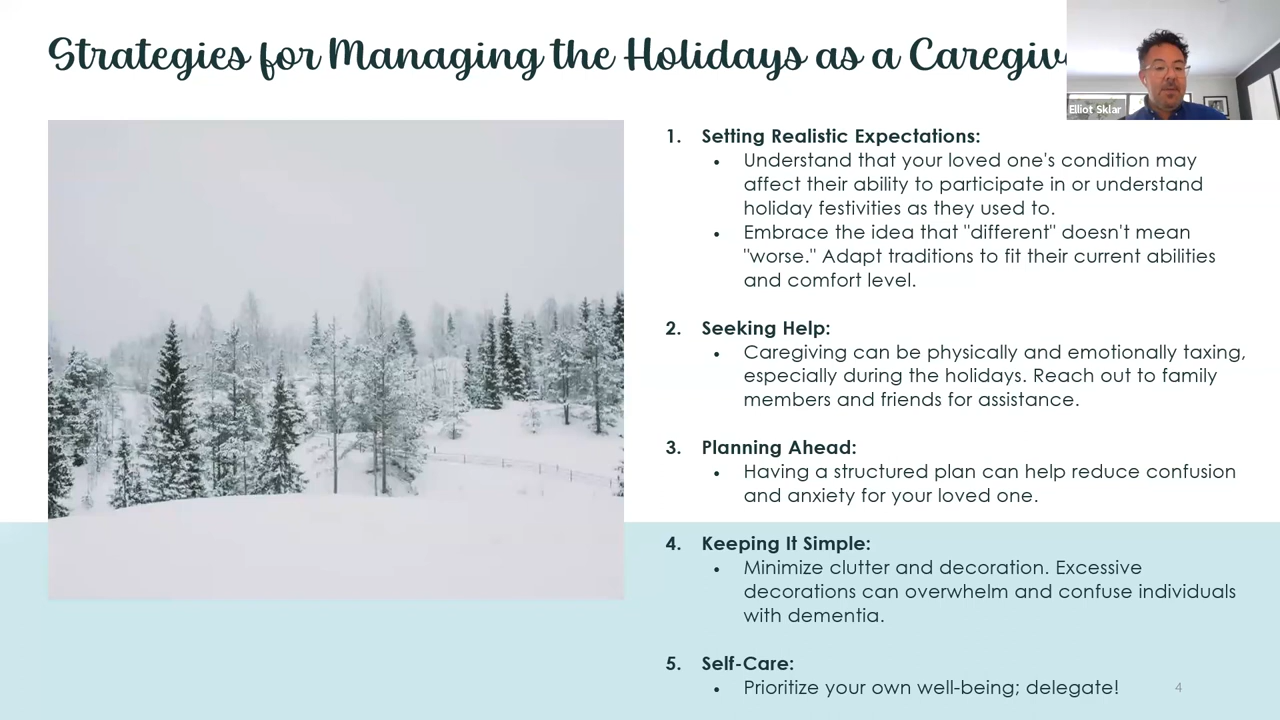 Strategies for Managing the Holidays as a Caregiv
Elliot Sklar
1. Setting Realistic Expectations:
• Understand that your loved one's condition may
affect their ability to participate in or understand
holiday festivities as they used to.
• Embrace the idea that "different" doesn't mean
"worse." Adapt traditions to fit their current abilities
and comfort level.
2. Seeking Help:
• Caregiving can be physically and emotionally taxing,
especially during the holidays. Reach out to family
members and friends for assistance.
3. Planning Ahead:
• Having a structured plan can help reduce confusion
and anxiety for your loved one.
4. Keeping It Simple:
• Minimize clutter and decoration. Excessive
decorations can overwhelm and confuse individuals
with dementia.
5. Self-Care:
• Prioritize your own well-being; delegate!
4